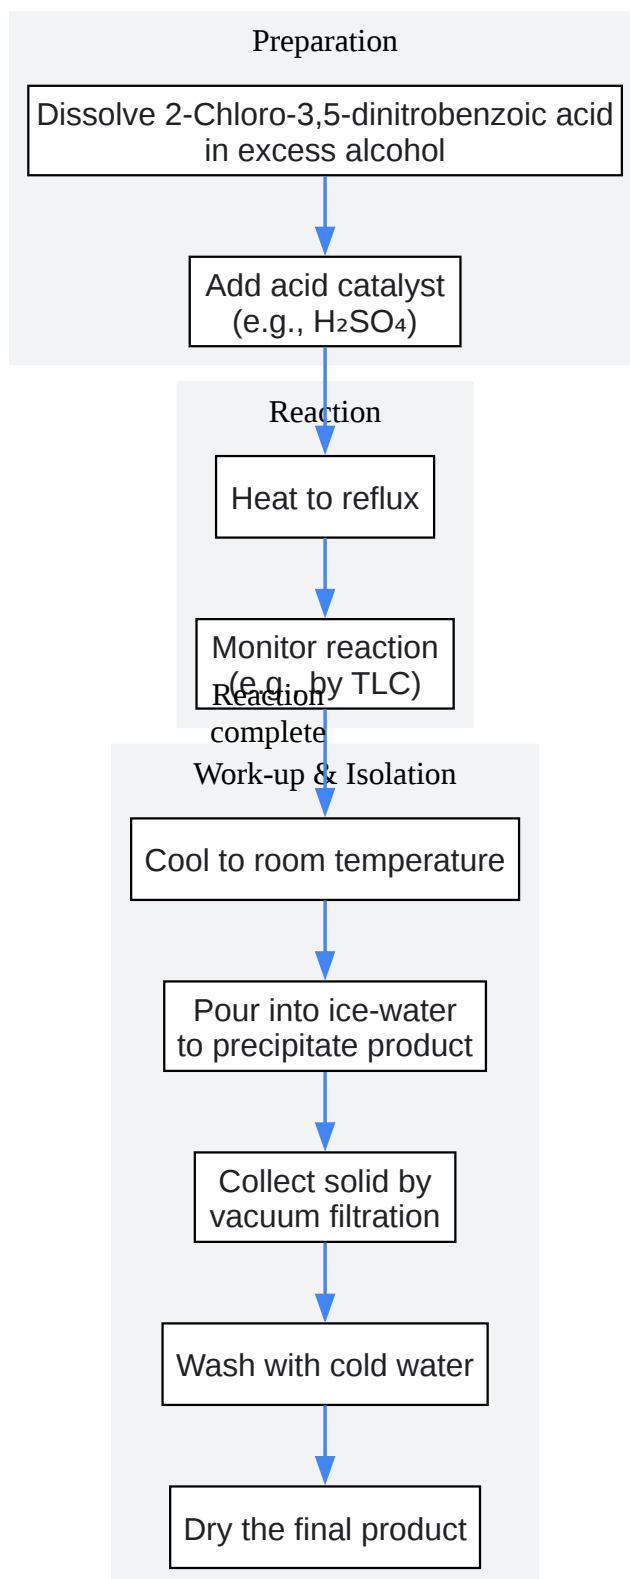 Preparation
Dissolve 2-Chloro-3,5-dinitrobenzoic acid
in excess alcohol
Add acid catalyst
(e.g., H₂SO₄)
Reaction
Heat to reflux
Monitor reaction
(e.g., by TLC)
Reaction
complete
Work-up & Isolation
Cool to room temperature
Pour into ice-water
to precipitate product
Collect solid by
vacuum filtration
Wash with cold water
Dry the final product